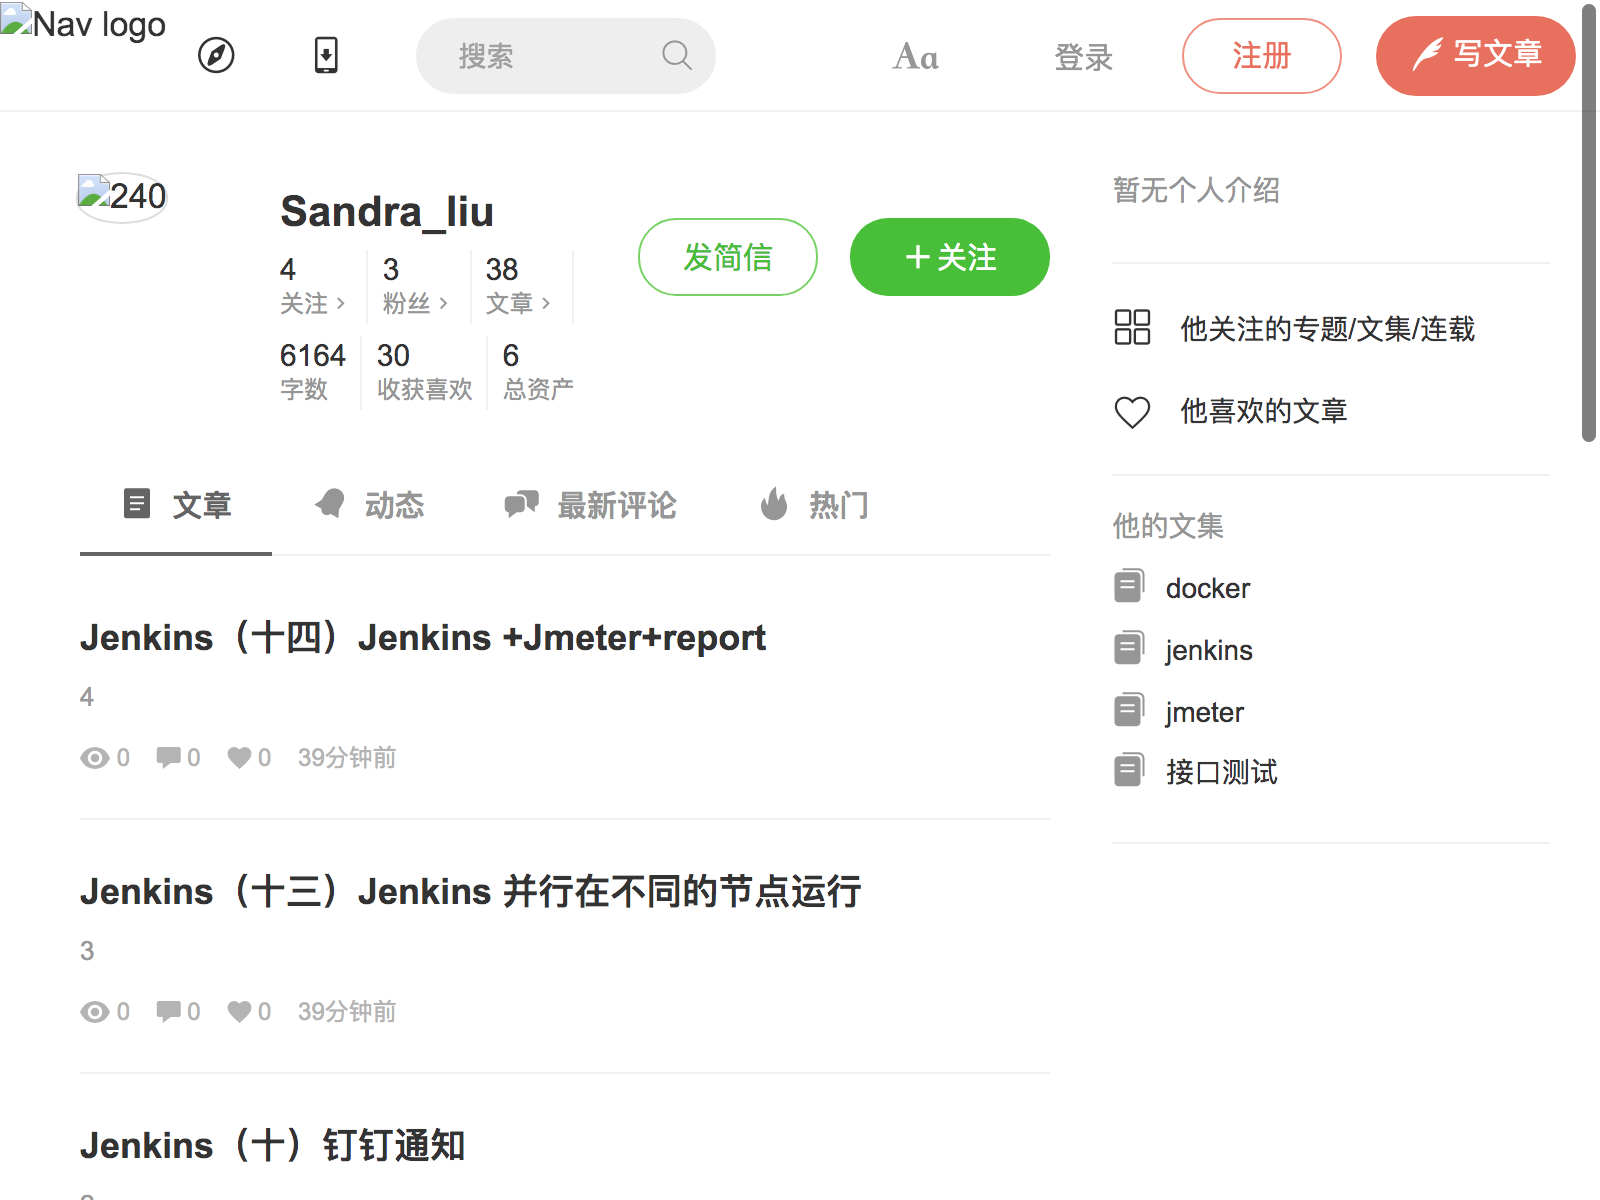 Nav logo
搜索
Aa
登录
注册
写文章
240
Sandra_liu
4
关注
3
粉丝
38
文章
6164
字数
30
收获喜欢
6
总资产
发简信
+关注
文章
动态
最新评论
热门
Jenkins（十四）Jenkins +Jmeter+report
4
0 0 0 39分钟前
Jenkins（十三）Jenkins 并行在不同的节点运行
3
0 0 0 39分钟前
Jenkins（十）钉钉通知
暂无个人介绍
他关注的专题/文集/连载
他喜欢的文章
他的文集
docker
jenkins
jmeter
接口测试